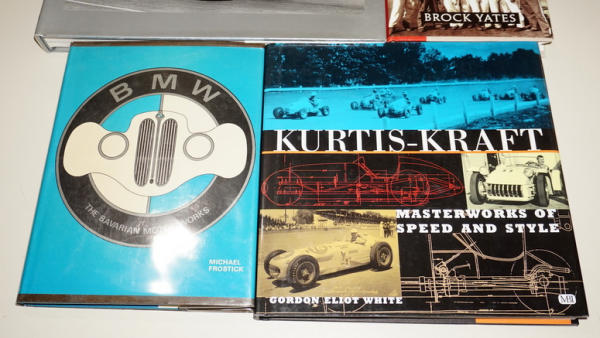 BROCK YATES
BMW
THE BAVARIAN MOTOR WORKS
MICHAEL
FROSTICK
KURTIS-KRAFT
MASTERWORKS OF
SPEED AND STYLE
GORDON ELIOT WHITE
MBI